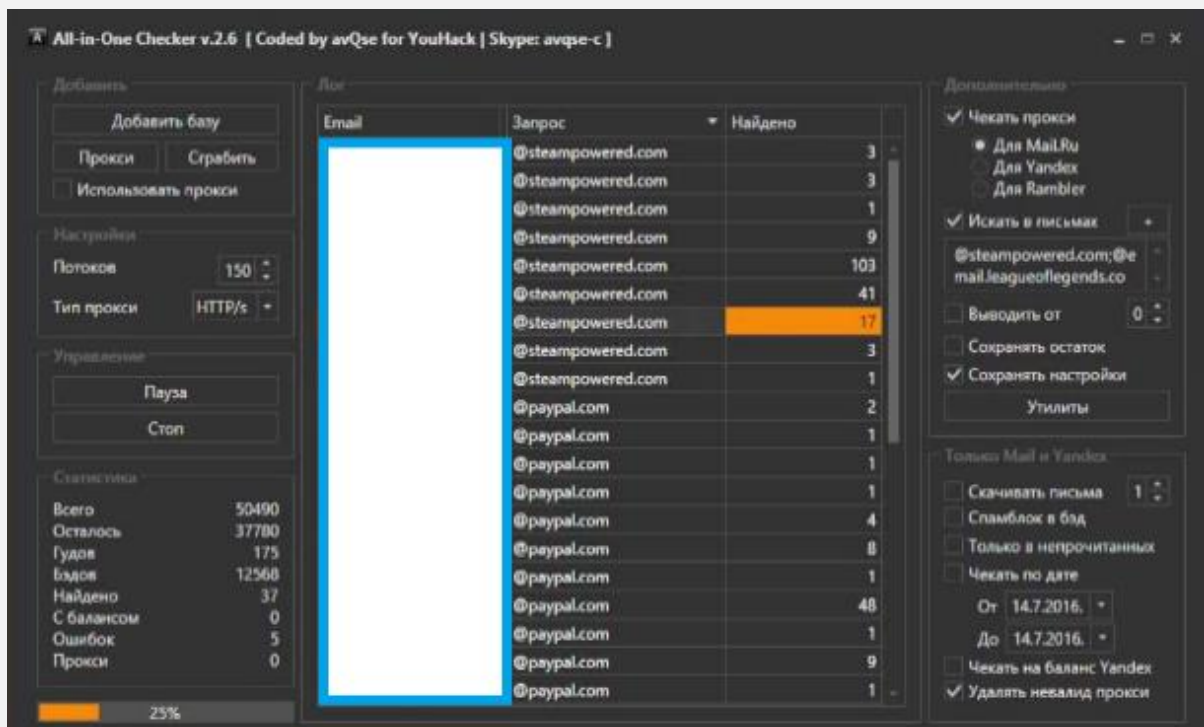 All-in-One Checker v.2.6 [ Coded by avQse for YouHack | Skype: avqse-c ]
Добавить
Добавить базу
Прокси Сграбить
Использовать прокси
Настройки
Потоков 150
Тип прокси HTTP/s
Управление
Пауза
Стоп
Статистика
Всего 50490
Осталось 37780
Гудов 175
Бэдов 12568
Найдено 37
С балансом 0
Ошибок 5
Прокси 0
25%
Лог
Email Запрос Найдено
@steampowered.com 3
@steampowered.com 3
@steampowered.com 1
@steampowered.com 9
@steampowered.com 103
@steampowered.com 41
@steampowered.com 17
@steampowered.com 3
@steampowered.com 1
@paypal.com 2
@paypal.com 1
@paypal.com 1
@paypal.com 1
@paypal.com 4
@paypal.com 8
@paypal.com 1
@paypal.com 48
@paypal.com 1
@paypal.com 9
@paypal.com 1
Дополнительно
Чекать прокси
Для Mail.Ru
Для Yandex
Для Rambler
Искать в письмах +
@steampowered.com;@e
mail.leagueoflegends.co
Выводить от 0
Сохранять остаток
Сохранять настройки
Утилиты
Только Mail и Yandex
Скачивать письма 1
Спамблок в бэд
Только в непрочитанных
Чекать по дате
От 14.7.2016.
До 14.7.2016.
Чекать на баланс Yandex
Удалять невалид прокси